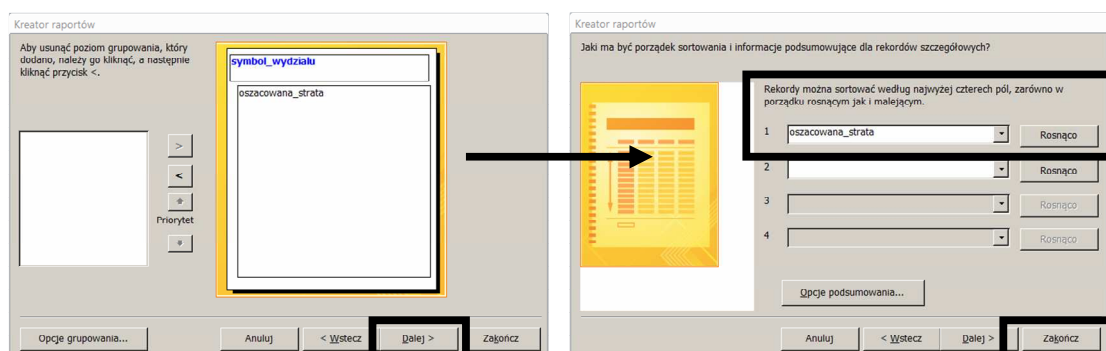 Kreator raportów
Aby usunąć poziom grupowania, który
dodano, należy go kliknąć, a następnie
kliknąć przycisk <.
symbol_wydzialu
oszacowana_strata
>
<
Priorytet
Opcje grupowania...
Anuluj
< Wstecz
Dalej >
Zakończ
Kreator raportów
Jaki ma być porządek sortowania i informacje podsumowujące dla rekordów szczegółowych?
Rekordy można sortować według najwyżej czterech pól, zarówno w
porządku rosnącym jak i malejącym.
1 oszacowana_strata Rosnąco
2 Rosnąco
3 Rosnąco
4 Rosnąco
Opcje podsumowania...
Anuluj
< Wstecz
Dalej >
Zakończ